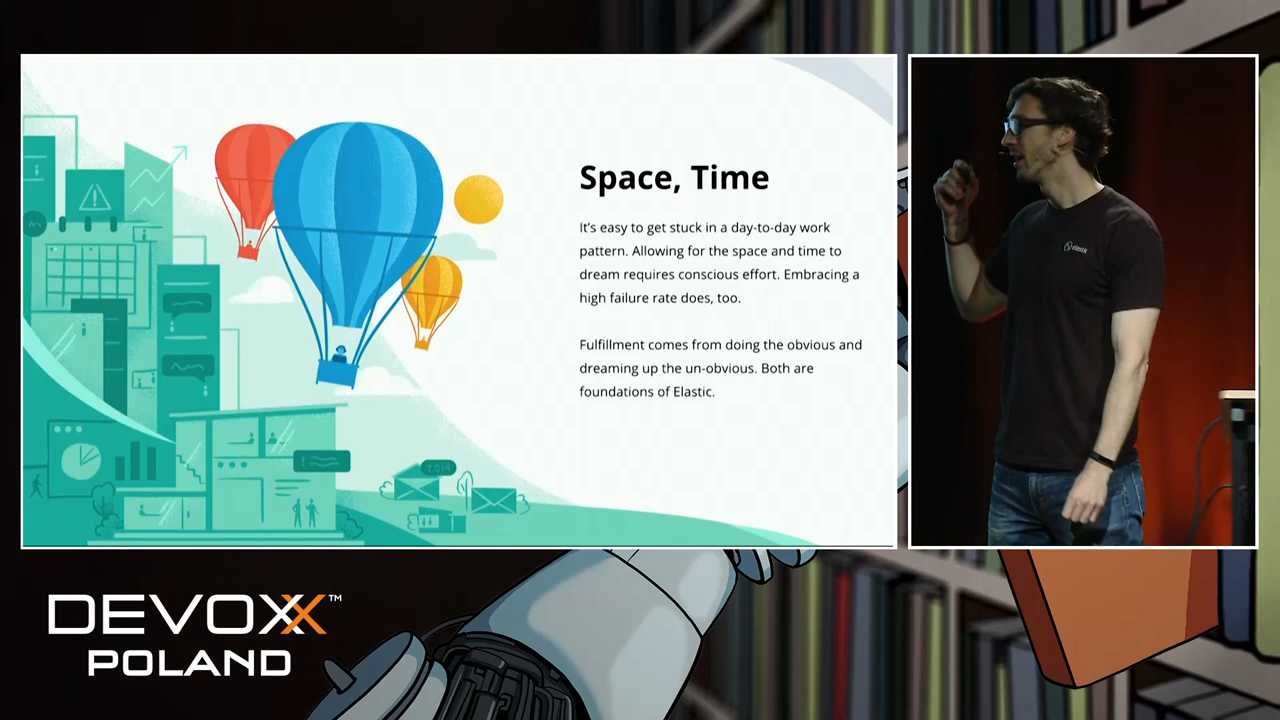 Space, Time
It's easy to get stuck in a day-to-day work
pattern. Allowing for the space and time to
dream requires conscious effort. Embracing a
high failure rate does, too.
Fulfillment comes from doing the obvious and
dreaming up the un-obvious. Both are
foundations of Elastic.
elastic
DEVOXX™
POLAND